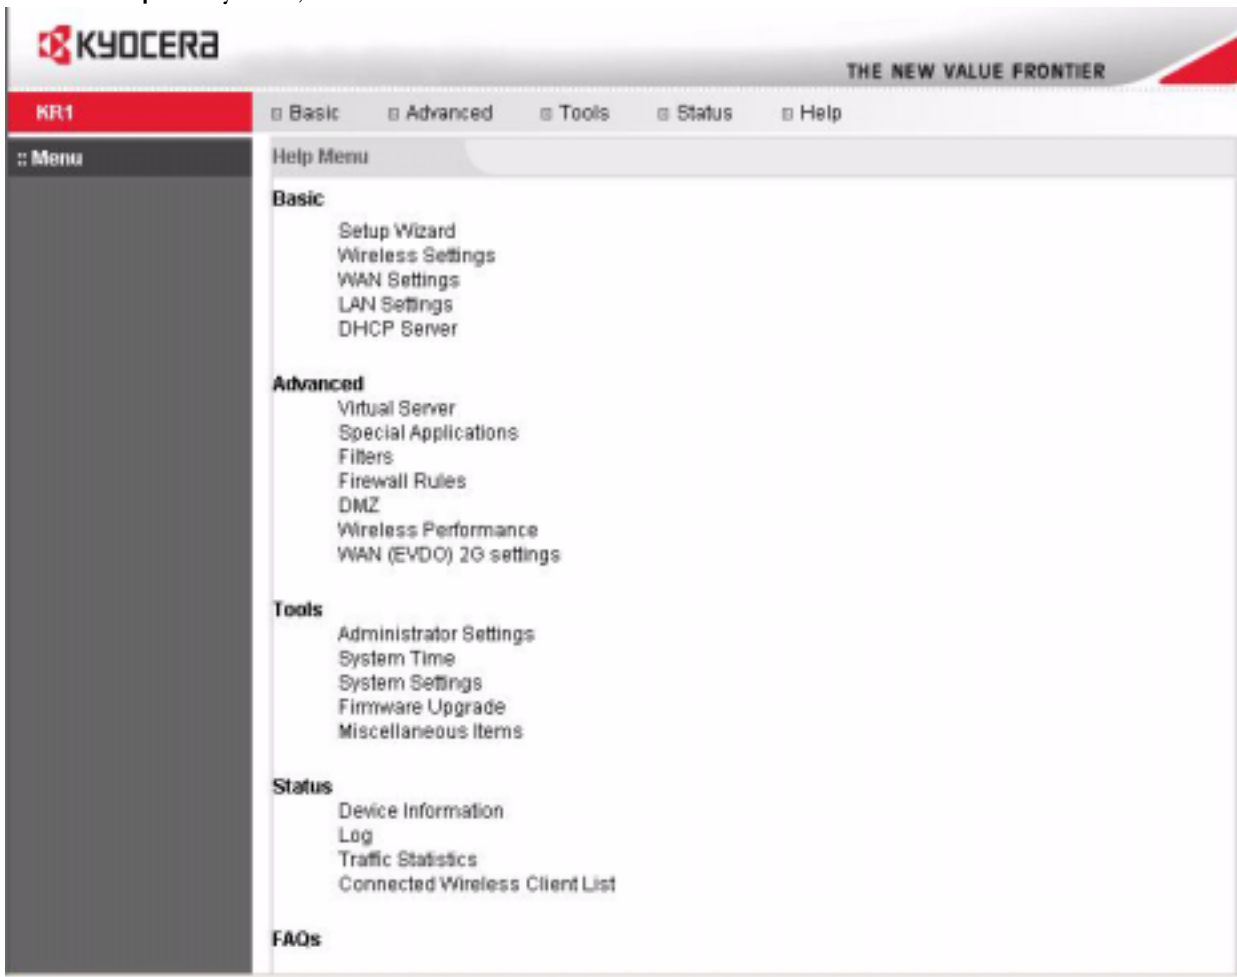 KYOCERA
THE NEW VALUE FRONTIER
KR1
Basic Advanced Tools Status Help
:: Menu
Help Menu
Basic
Setup Wizard
Wireless Settings
WAN Settings
LAN Settings
DHCP Server
Advanced
Virtual Server
Special Applications
Filters
Firewall Rules
DMZ
Wireless Performance
WAN (EVDO) 2G settings
Tools
Administrator Settings
System Time
System Settings
Firmware Upgrade
Miscellaneous Items
Status
Device Information
Log
Traffic Statistics
Connected Wireless Client List
FAQs